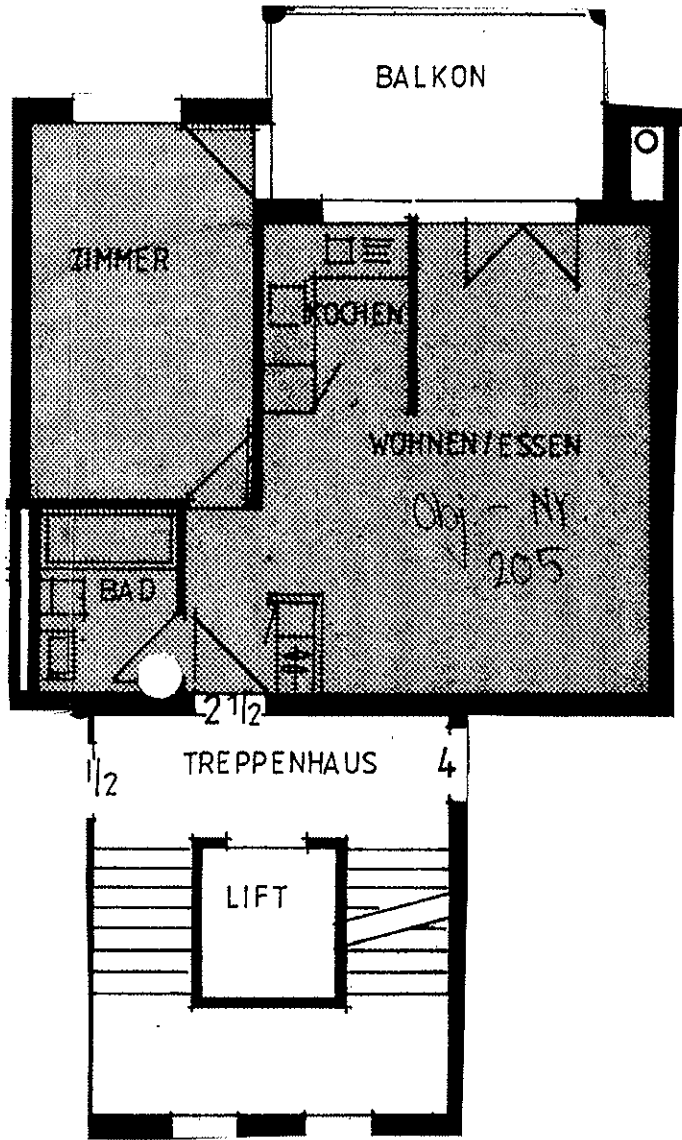 BALKON
ZIMMER
KOCHEN
WOHNEN/ESSEN
Obj - Nr.
205
BAD
2 1/2
1/2
TREPPENHAUS
4
LIFT